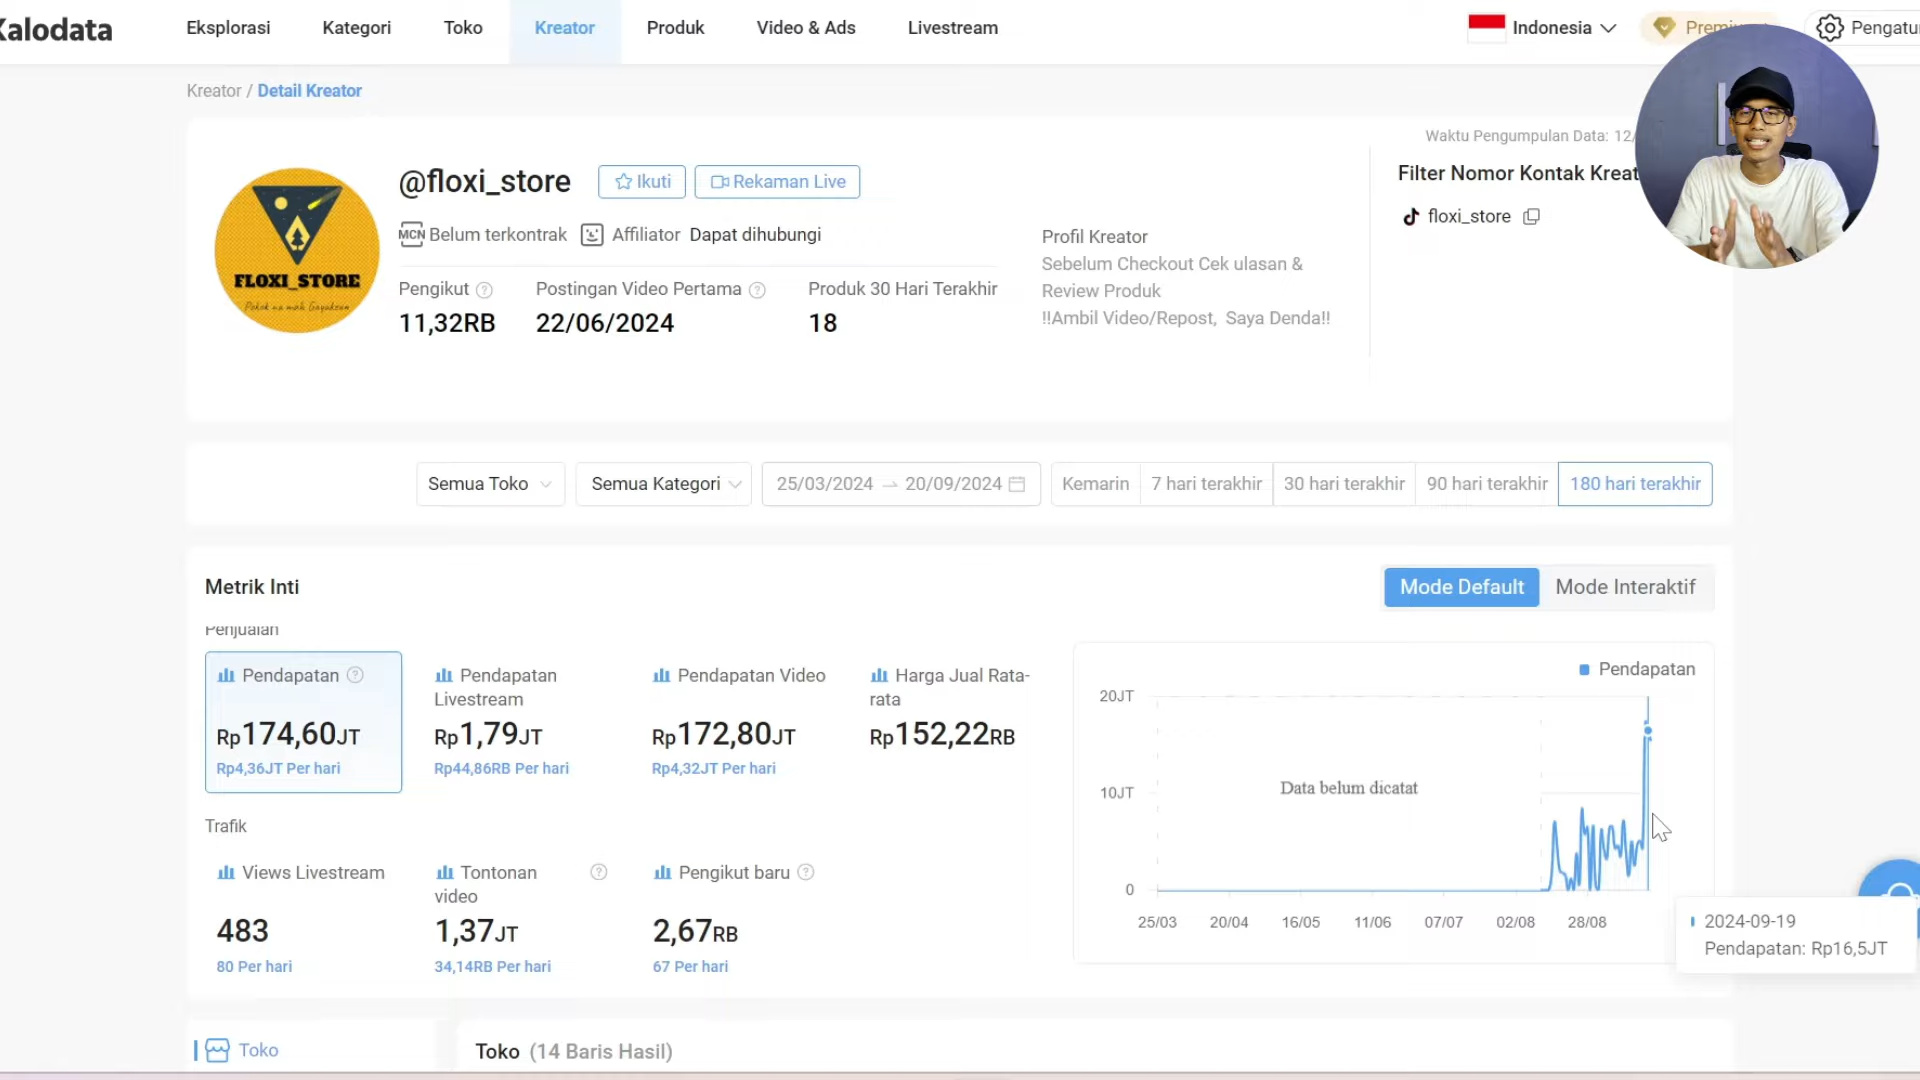 Kalodata
Eksplorasi
Kategori
Toko
Kreator
Produk
Video & Ads
Livestream
Indonesia
Kreator / Detail Kreator
Waktu Pengumpulan Data: 12/
@floxi_store
Ikuti
Rekaman Live
Filter Nomor Kontak Kreat
floxi_store
MCN Belum terkontrak
Affiliator Dapat dihubungi
FLOXI_STORE
Profil Kreator
Sebelum Checkout Cek ulasan &
Review Produk
!!Ambil Video/Repost, Saya Denda!!
Pengikut
11,32RB
Postingan Video Pertama
22/06/2024
Produk 30 Hari Terakhir
18
Semua Toko
Semua Kategori
25/03/2024 → 20/09/2024
Kemarin
7 hari terakhir
30 hari terakhir
90 hari terakhir
180 hari terakhir
Metrik Inti
Mode Default
Mode Interaktif
Penjualan
Pendapatan
Rp174,60JT
Rp4,36JT Per hari
Pendapatan
Livestream
Rp1,79JT
Rp44,86RB Per hari
Pendapatan Video
Rp172,80JT
Rp4,32JT Per hari
Harga Jual Rata-
rata
Rp152,22RB
Trafik
Views Livestream
483
80 Per hari
Tontonan
video
1,37JT
34,14RB Per hari
Pengikut baru
2,67RB
67 Per hari
Pendapatan
20JT
10JT
0
Data belum dicatat
25/03
20/04
16/05
11/06
07/07
02/08
28/08
2024-09-19
Pendapatan: Rp16,5JT
Toko
Toko (14 Baris Hasil)